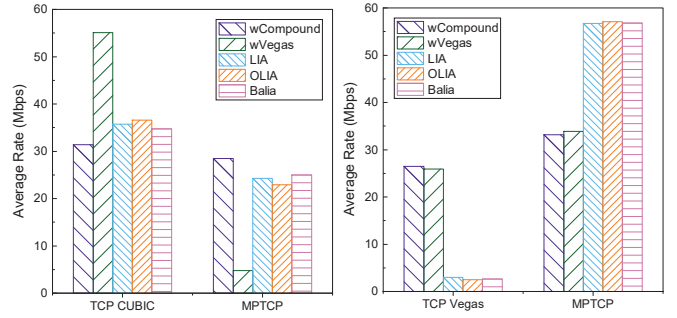 60
50
40
30
20
10
0
Average Rate (Mbps)
wCompound
wVegas
LIA
OLIA
Balia
TCP CUBIC
MPTCP
60
50
40
30
20
10
0
Average Rate (Mbps)
wCompound
wVegas
LIA
OLIA
Balia
TCP Vegas
MPTCP